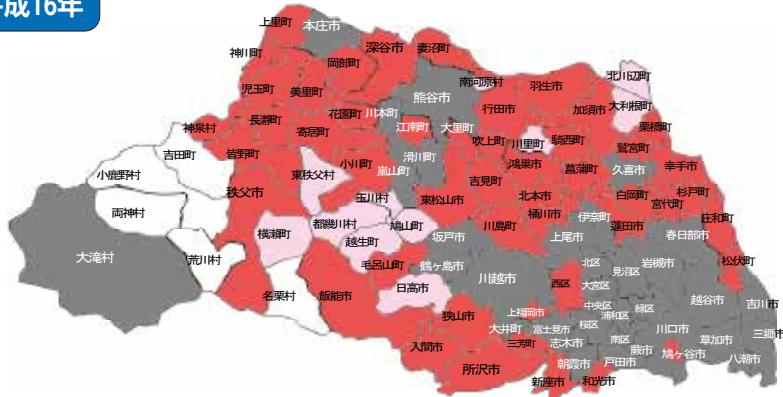 成16年
上里町
本庄市
神川町
岡部町
深谷市
妻沼町
児玉町
美里町
南河原村
北川辺町
羽生市
熊谷市
行田市
加須市
大利根町
長瀞町
花園町
川本町
寄居町
江南町
大里町
吹上町
川里町
騎西町
栗橋町
鷲宮町
神泉村
皆野町
吉田町
小川町
滑川町
嵐山町
鴻巣市
菖蒲町
久喜市
幸手市
小鹿野村
東秩父村
吉見町
秩父市
玉川村
東松山市
北本市
桶川市
白岡町
杉戸町
宮代町
両神村
都幾川村
鳩山町
川島町
伊奈町
蓮田市
庄和町
横瀬町
越生町
坂戸市
上尾市
春日部市
大滝村
荒川村
毛呂山町
鶴ヶ島市
川越市
西区
北区
見沼区
岩槻市
松伏町
大宮区
名栗村
飯能市
日高市
中央区
浦和区
緑区
越谷市
吉川市
狭山市
上福岡市
大井町
富士見市
桜区
川口市
三郷市
入間市
三芳町
志木市
南区
蕨市
鳩ヶ谷市
草加市
八潮市
所沢市
朝霞市
戸田市
新座市
和光市